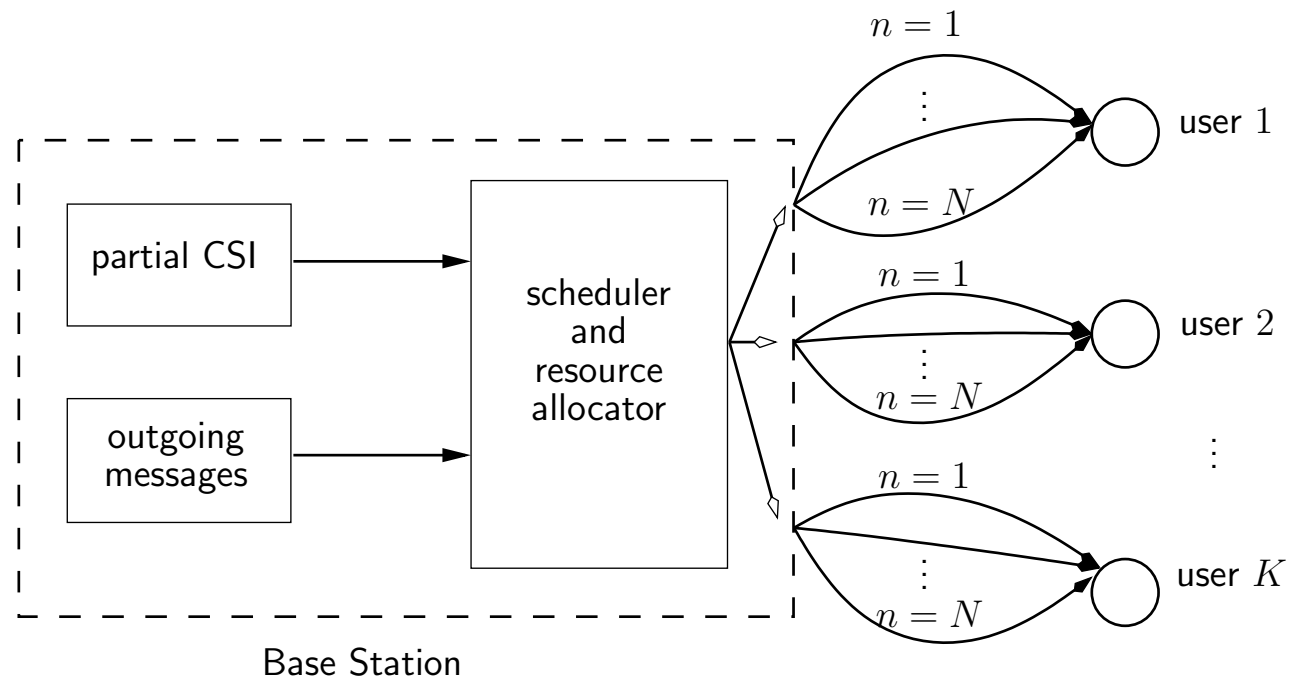 n = 1
⋮
n = N
user 1
partial CSI
outgoing
messages
scheduler
and
resource
allocator
n = 1
⋮
n = N
user 2
⋮
n = 1
⋮
n = N
user K
Base Station